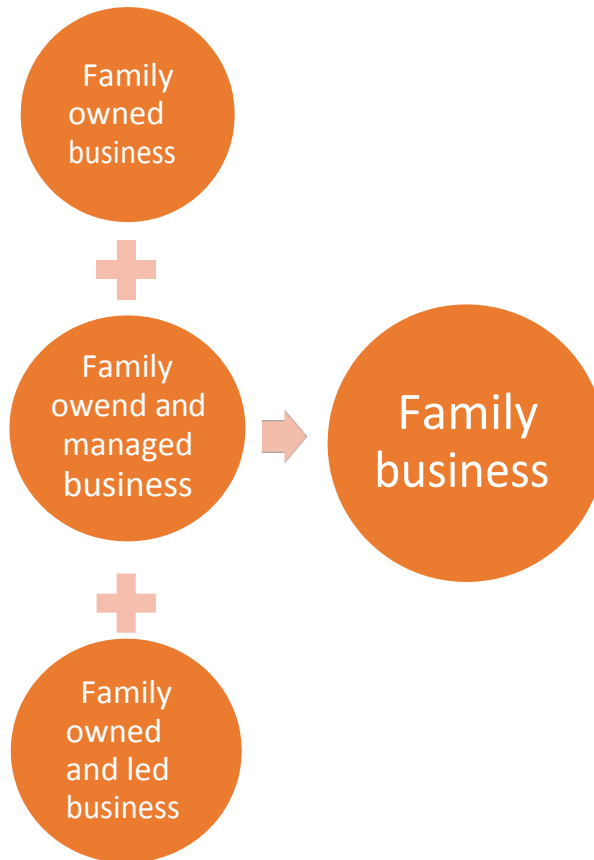 Family
owned
business
Family
owend and
managed
business
Family
business
Family
owned
and led
business